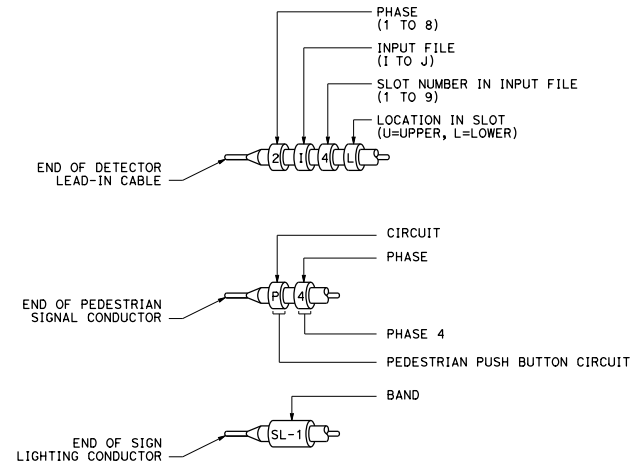 PHASE
(1 TO 8)
INPUT FILE
(I TO J)
SLOT NUMBER IN INPUT FILE
(1 TO 9)
LOCATION IN SLOT
(U=UPPER, L=LOWER)
2 I 4 L
END OF DETECTOR
LEAD-IN CABLE
CIRCUIT
PHASE
P 4
END OF PEDESTRIAN
SIGNAL CONDUCTOR
PHASE 4
PEDESTRIAN PUSH BUTTON CIRCUIT
BAND
SL-1
END OF SIGN
LIGHTING CONDUCTOR